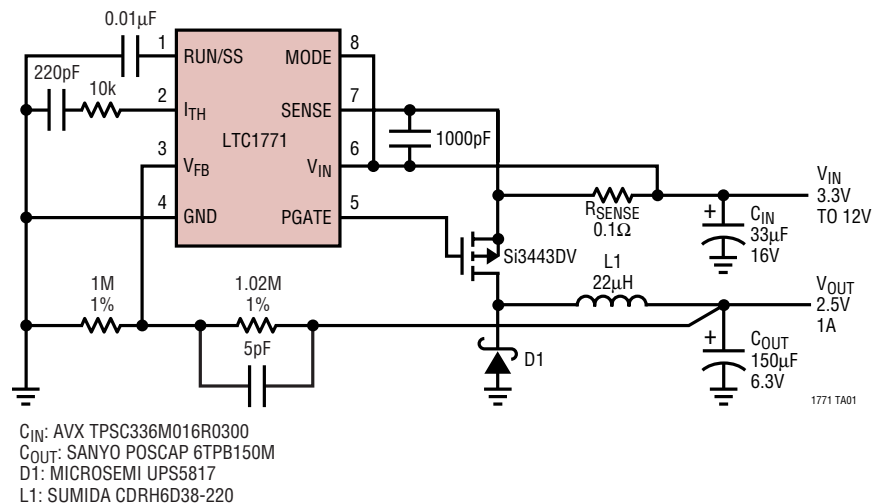 0.01µF
1
RUN/SS
MODE
8
220pF
10k
2
ITH
SENSE
7
LTC1771
1000pF
3
VFB
VIN
6
4
GND
PGATE
5
RSENSE
0.1Ω
VIN
3.3V
TO 12V
+
CIN
33µF
16V
Si3443DV
L1
22µH
VOUT
2.5V
1A
1M
1%
1.02M
1%
5pF
D1
+
COUT
150µF
6.3V
1771 TA01
CIN: AVX TPSC336M016R0300
COUT: SANYO POSCAP 6TPB150M
D1: MICROSEMI UPS5817
L1: SUMIDA CDRH6D38-220